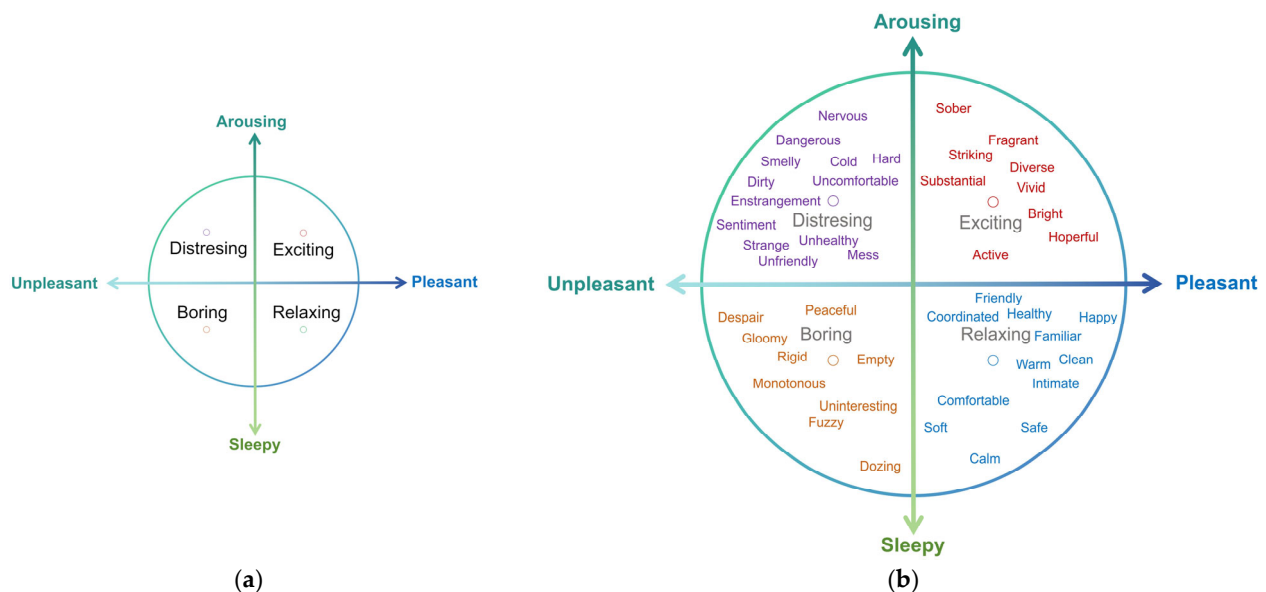 Arousing
Distresing
Exciting
Unpleasant
Pleasant
Boring
Relaxing
Sleepy
(a)
Arousing
Nervous
Sober
Dangerous
Fragrant
Smelly
Cold
Hard
Striking
Diverse
Dirty
Uncomfortable
Substantial
Vivid
Enstrangement
Distresing
Bright
Sentiment
Exciting
Strange
Unhealthy
Hoperful
Unfriendly
Mess
Active
Unpleasant
Pleasant
Friendly
Despair
Peaceful
Coordinated
Healthy
Happy
Gloomy
Boring
Relaxing
Familiar
Rigid
Empty
Warm
Clean
Monotonous
Intimate
Uninteresting
Comfortable
Fuzzy
Soft
Safe
Dozing
Calm
Sleepy
(b)